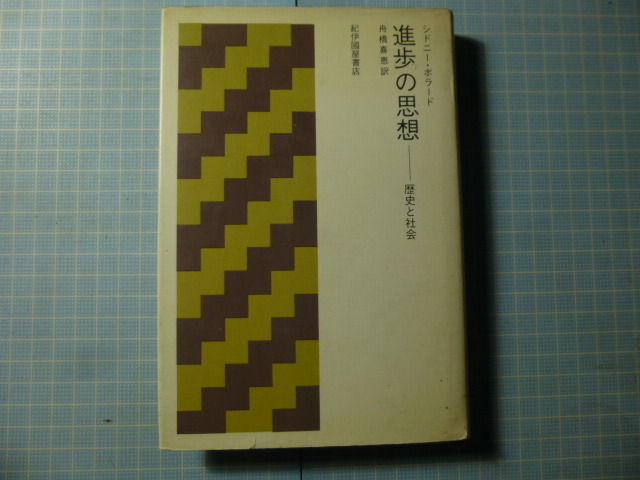 シドニー・ポラード
進歩の思想──歴史と社会
舟橋喜恵訳
紀伊國屋書店